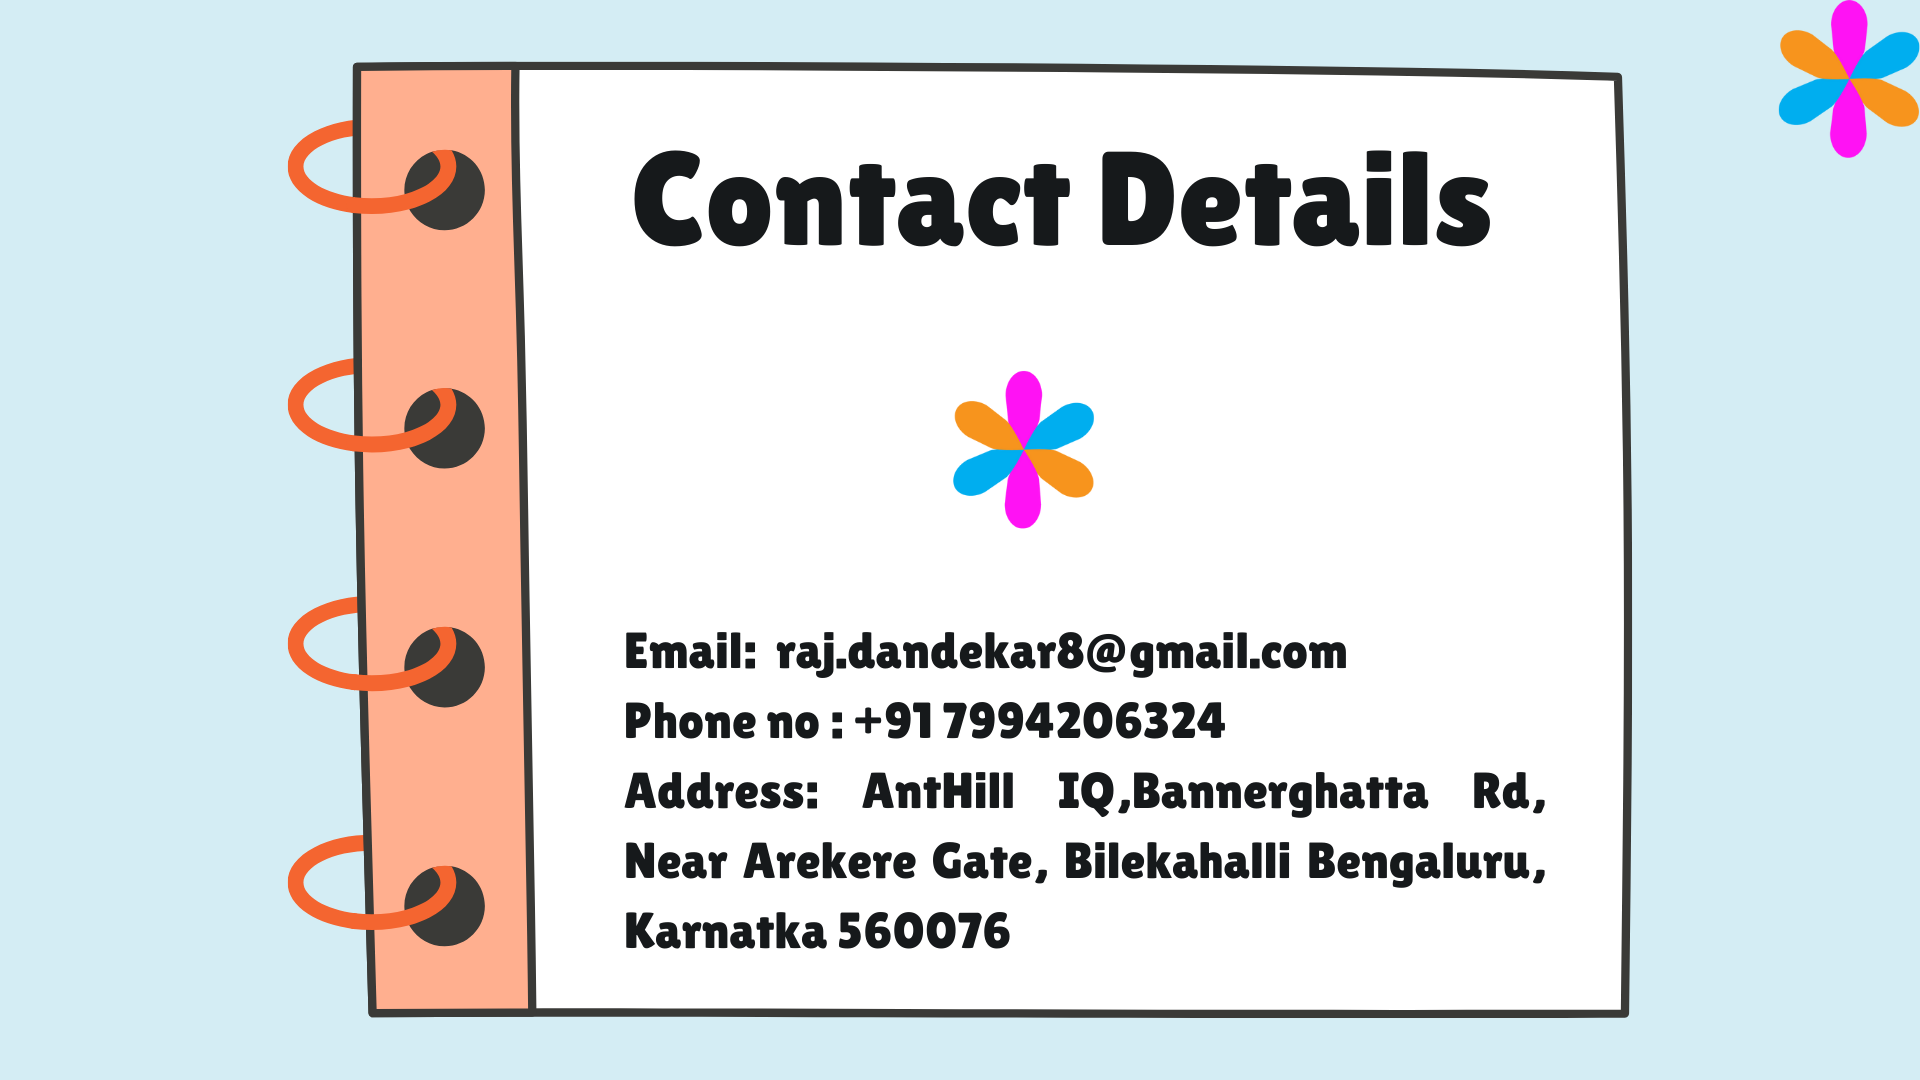 Contact Details
Email: raj.dandekar8@gmail.com
Phone no : +91 7994206324
Address: AntHill IQ,Bannerghatta Rd,
Near Arekere Gate, Bilekahalli Bengaluru,
Karnatka 560076